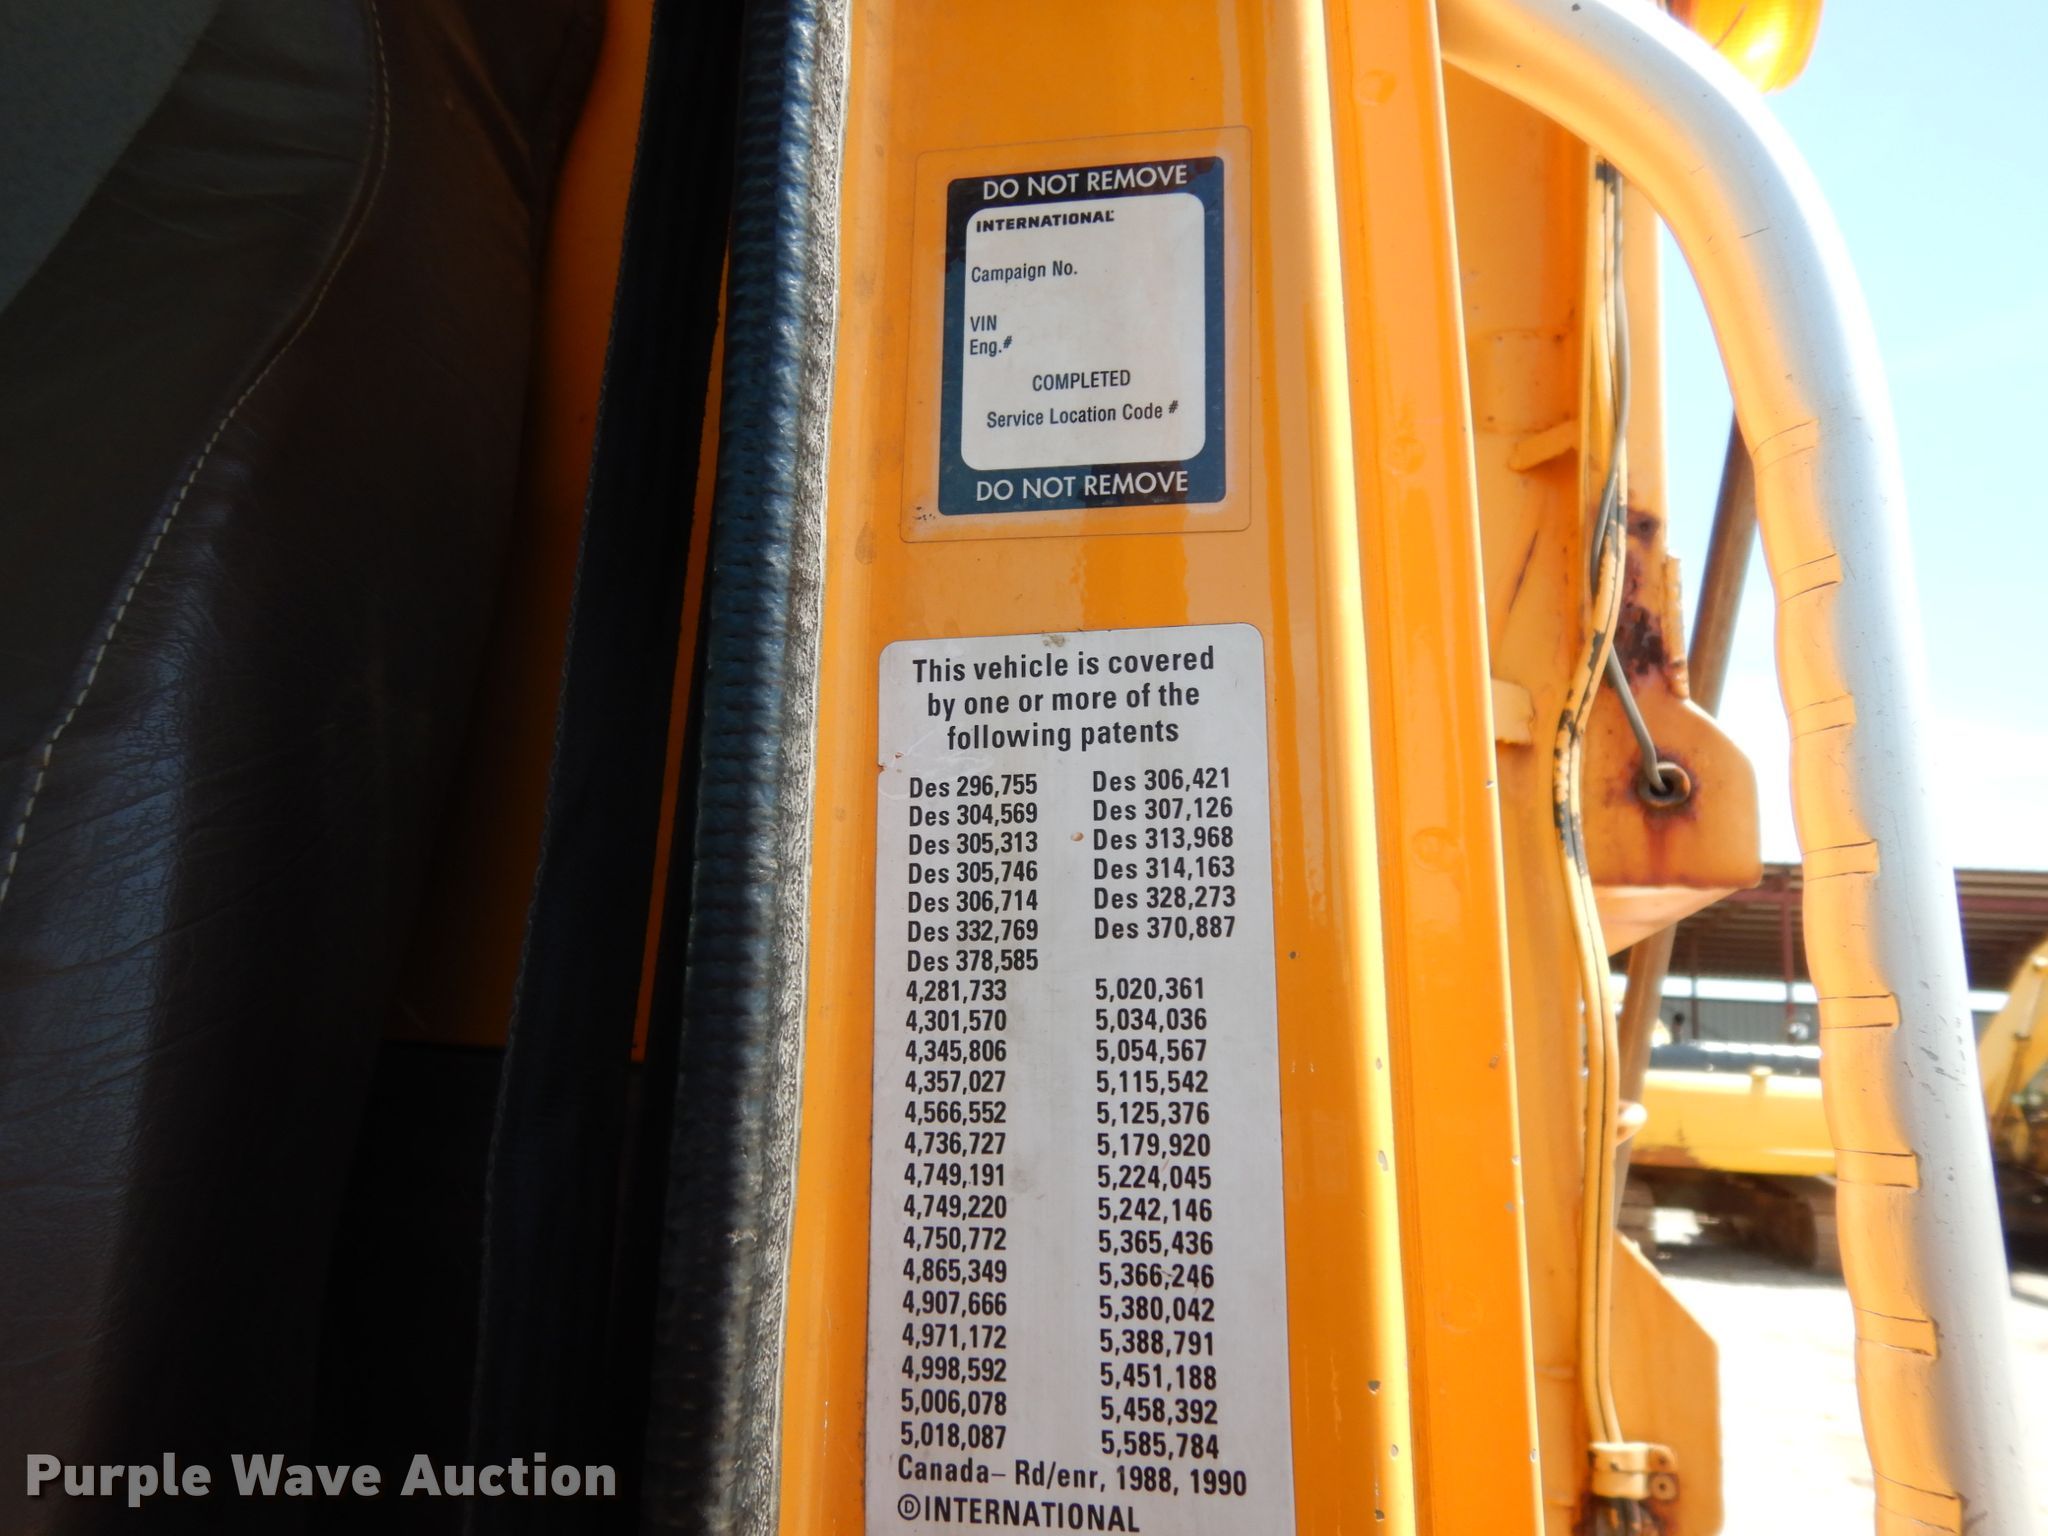 DO NOT REMOVE
INTERNATIONAL
Campaign No.
VIN
Eng.#
COMPLETED
Service Location Code #
DO NOT REMOVE
This vehicle is covered
by one or more of the
following patents
Des 296,755 Des 306,421
Des 304,569 Des 307,126
Des 305,313 Des 313,968
Des 305,746 Des 314,163
Des 306,714 Des 328,273
Des 332,769 Des 370,887
Des 378,585
4,281,733 5,020,361
4,301,570 5,034,036
4,345,806 5,054,567
4,357,027 5,115,542
4,566,552 5,125,376
4,736,727 5,179,920
4,749,191 5,224,045
4,749,220 5,242,146
4,750,772 5,365,436
4,865,349 5,366,246
4,907,666 5,380,042
4,971,172 5,388,791
4,998,592 5,451,188
5,006,078 5,458,392
5,018,087 5,585,784
Canada– Rd/enr, 1988, 1990
Ⓓ INTERNATIONAL
Purple Wave Auction